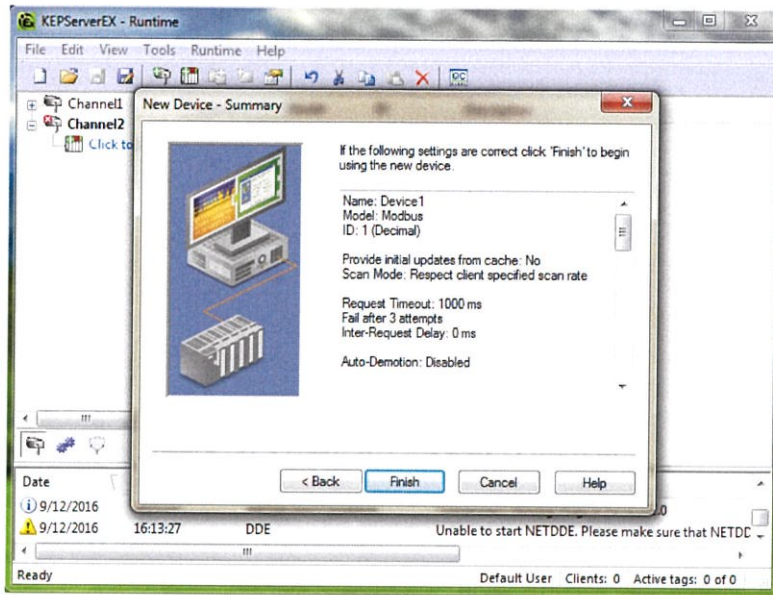 KEPServerEX - Runtime
File Edit View Tools Runtime Help
Channel1
Channel2
Click to
New Device - Summary
If the following settings are correct click 'Finish' to begin
using the new device.
Name: Device1
Model: Modbus
ID: 1 (Decimal)
Provide initial updates from cache: No
Scan Mode: Respect client specified scan rate
Request Timeout: 1000 ms
Fail after 3 attempts
Inter-Request Delay: 0 ms
Auto-Demotion: Disabled
< Back Finish Cancel Help
Date
9/12/2016
9/12/2016 16:13:27 DDE Unable to start NETDDE. Please make sure that NETDD
Ready Default User Clients: 0 Active tags: 0 of 0